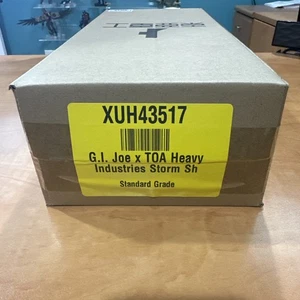 XUH43517
G.I. Joe x TOA Heavy
Industries Storm Sh
Standard Grade